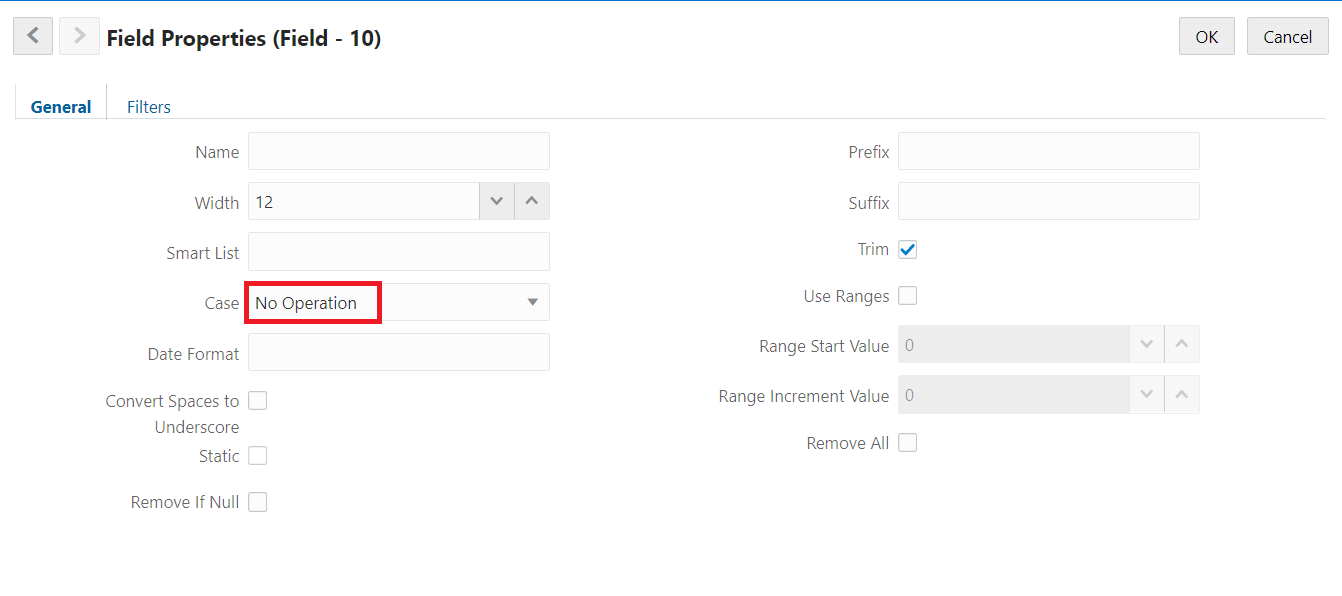 Field Properties (Field - 10)
OK
Cancel
General
Filters
Name
Width
12
Smart List
Case
No Operation
Date Format
Convert Spaces to
Underscore
Static
Remove If Null
Prefix
Suffix
Trim
Use Ranges
Range Start Value
0
Range Increment Value
0
Remove All